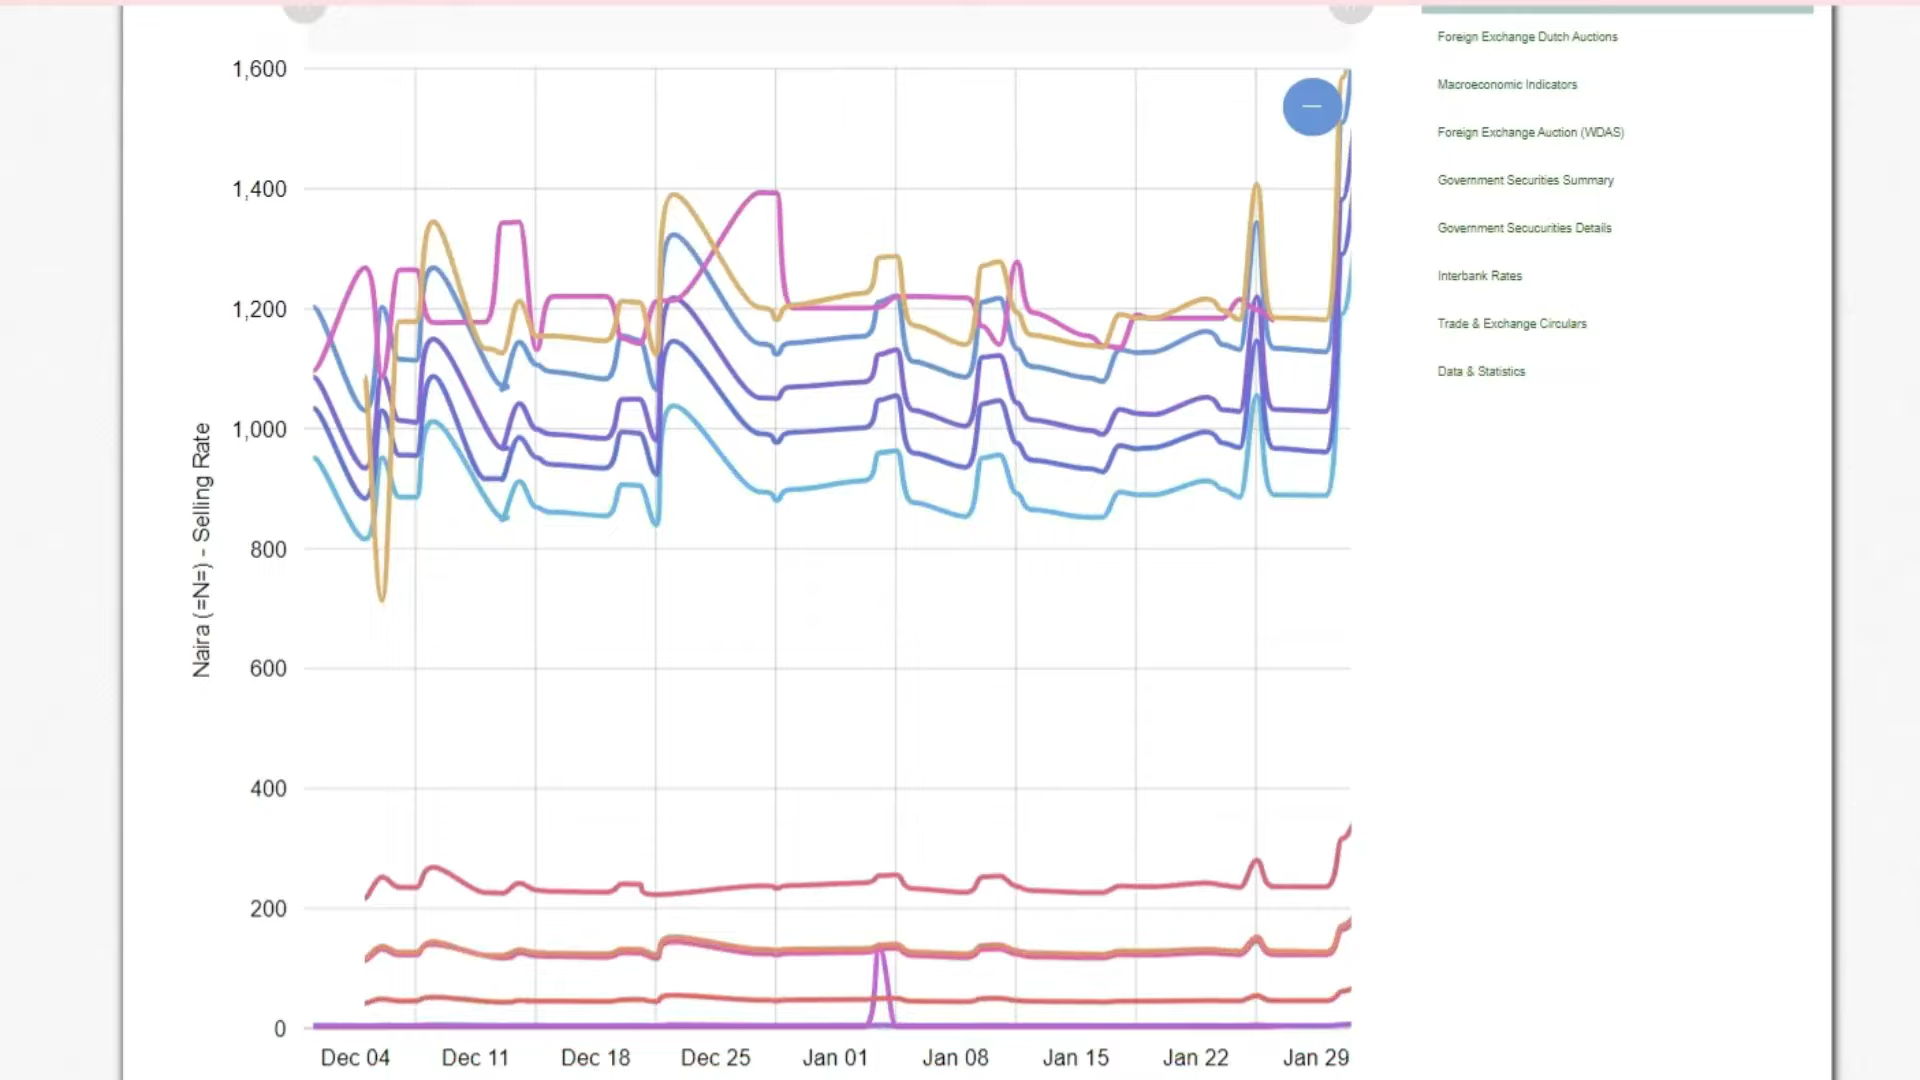 1,600
1,400
1,200
1,000
800
600
400
200
0
Naira (=N=) - Selling Rate
Dec 04 Dec 11 Dec 18 Dec 25 Jan 01 Jan 08 Jan 15 Jan 22 Jan 29
Foreign Exchange Dutch Auctions
Macroeconomic Indicators
Foreign Exchange Auction (WDAS)
Government Securities Summary
Government Secucurities Details
Interbank Rates
Trade & Exchange Circulars
Data & Statistics